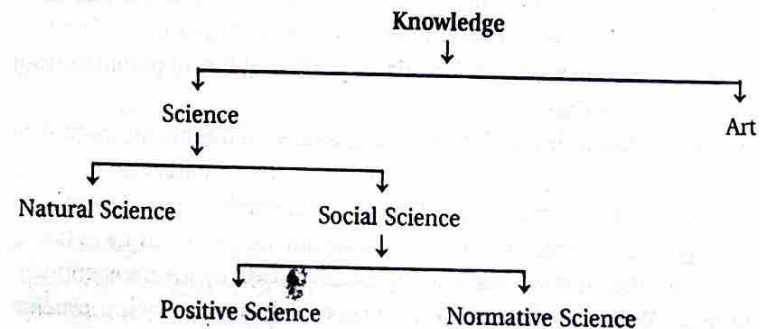 Knowledge
Science
Art
Natural Science Social Science
Positive Science Normative Science